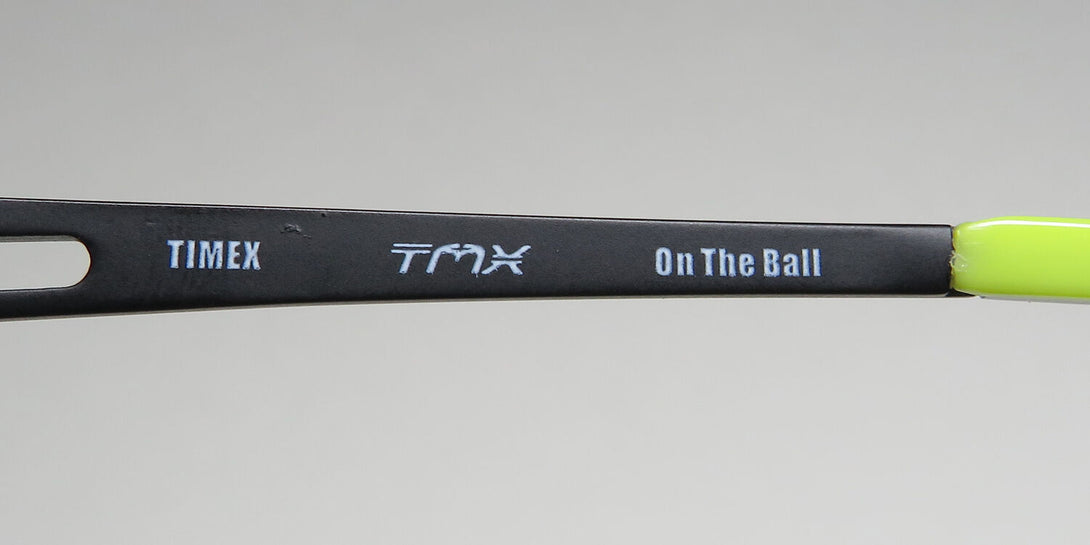 TIMEX TMX On The Ball